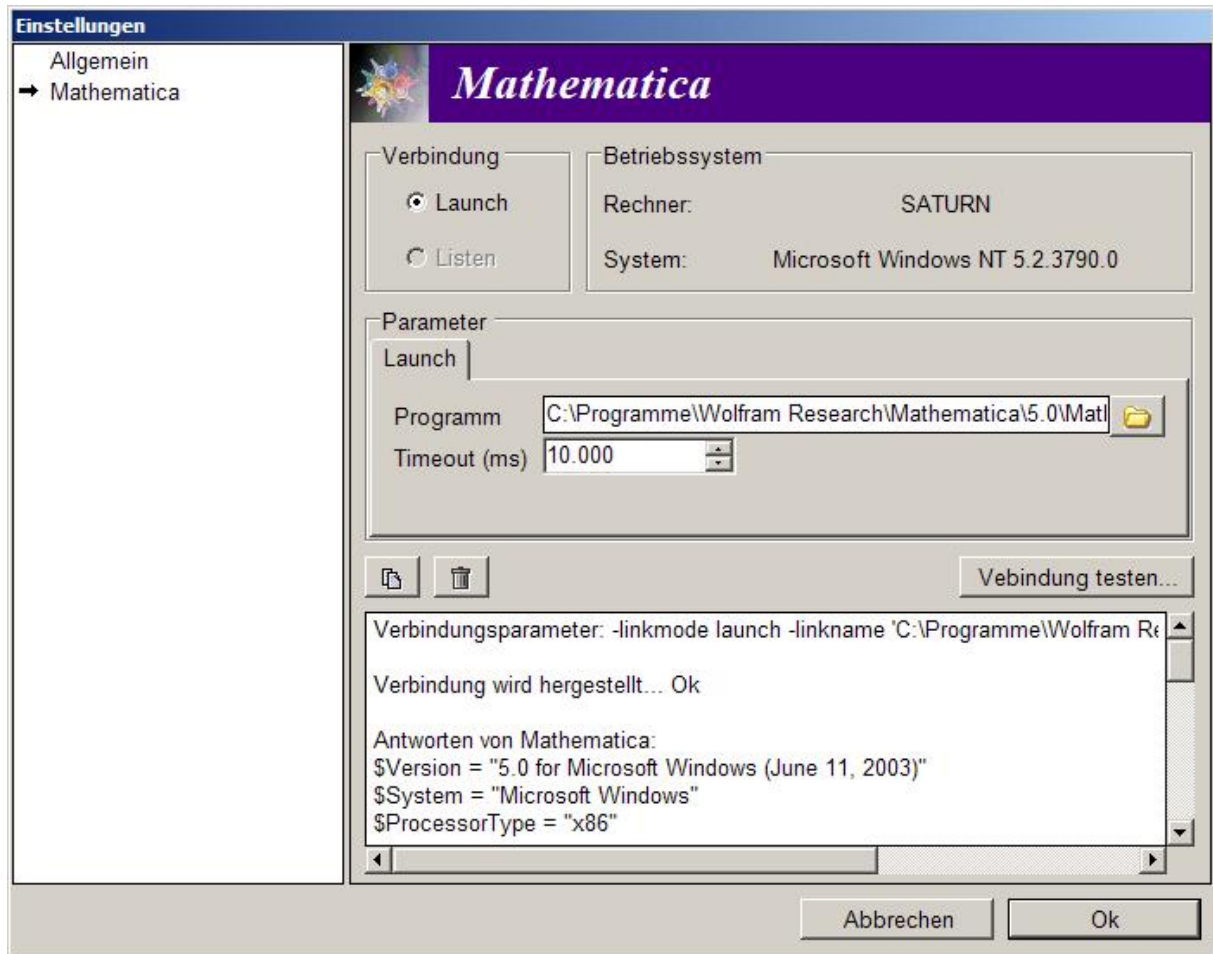 Einstellungen
Allgemein
Mathematica
Mathematica
Verbindung
Launch
Listen
Betriebssystem
Rechner: SATURN
System: Microsoft Windows NT 5.2.3790.0
Parameter
Launch
Programm C:\Programme\Wolfram Research\Mathematica\5.0\Matl
Timeout (ms) 10.000
Vebindung testen...
Verbindungsparameter: -linkmode launch -linkname 'C:\Programme\Wolfram Re
Verbindung wird hergestellt... Ok
Antworten von Mathematica:
$Version = "5.0 for Microsoft Windows (June 11, 2003)"
$System = "Microsoft Windows"
$ProcessorType = "x86"
Abbrechen Ok